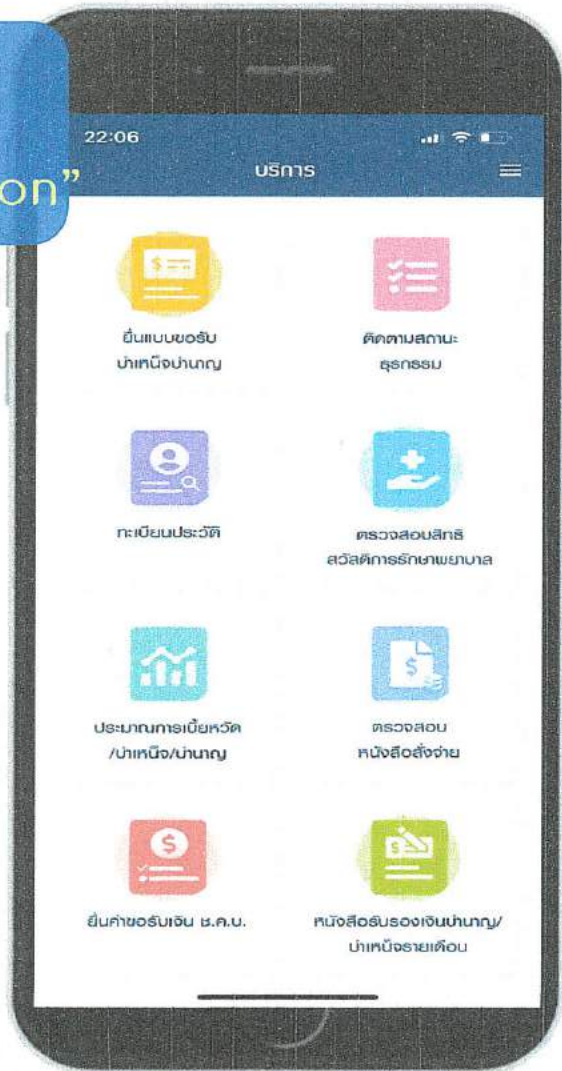 on”
22:06
บริการ
ยื่นแบบขอรับ
บำเหน็จบำนาญ
ติดตามสถานะ
ธุรกรรม
ทะเบียนประวัติ
ตรวจสอบสิทธิ
สวัสดิการรักษาพยาบาล
ประมาณการเบี้ยหวัด
/บำเหน็จ/บำนาญ
ตรวจสอบ
หนังสือสั่งจ่าย
ยื่นคำขอรับเงิน ช.ค.บ.
หนังสือรับรองเงินบำนาญ/
บำเหน็จรายเดือน